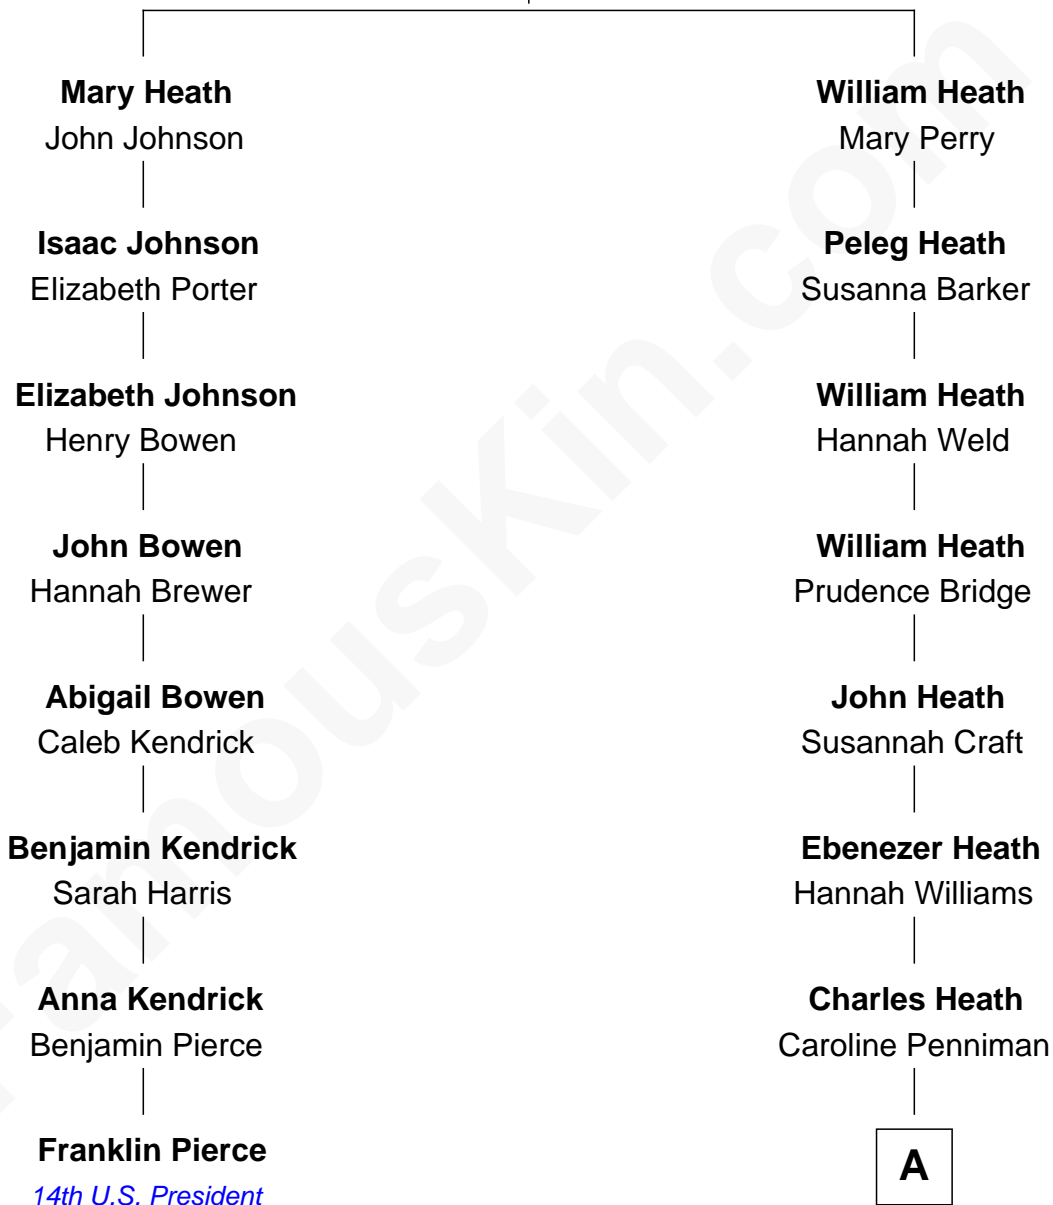 Mary Heath
John Johnson
William Heath
Mary Perry
Isaac Johnson
Elizabeth Porter
Peleg Heath
Susanna Barker
Elizabeth Johnson
Henry Bowen
William Heath
Hannah Weld
John Bowen
Hannah Brewer
William Heath
Prudence Bridge
Abigail Bowen
Caleb Kendrick
John Heath
Susannah Craft
Benjamin Kendrick
Sarah Harris
Ebenezer Heath
Hannah Williams
Anna Kendrick
Benjamin Pierce
Charles Heath
Caroline Penniman
Franklin Pierce
14th U.S. President
A
FamousKin.com